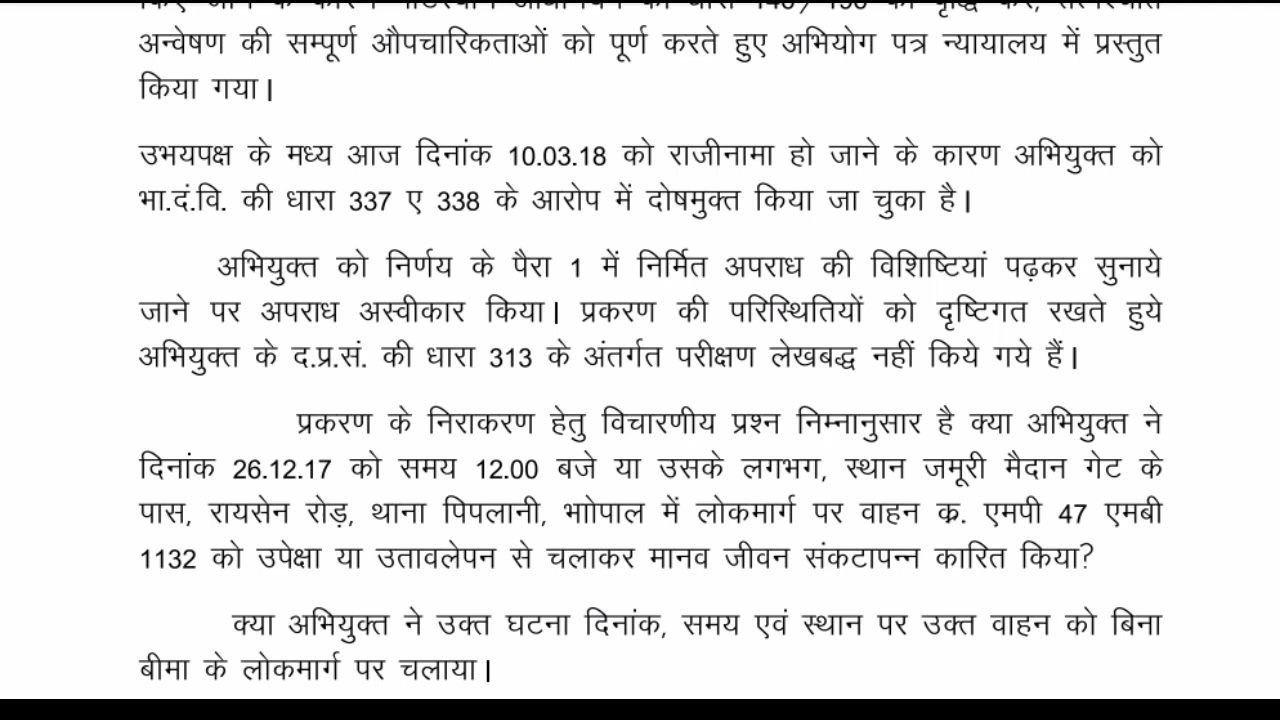 अन्वेषण की सम्पूर्ण औपचारिकताओं को पूर्ण करते हुए अभियोग पत्र न्यायालय में प्रस्तुत
किया गया।
उभयपक्ष के मध्य आज दिनांक 10.03.18 को राजीनामा हो जाने के कारण अभियुक्त को
भा.दं.वि. की धारा 337 ए 338 के आरोप में दोषमुक्त किया जा चुका है।
अभियुक्त को निर्णय के पैरा 1 में निर्मित अपराध की विशिष्टियां पढ़कर सुनाये
जाने पर अपराध अस्वीकार किया। प्रकरण की परिस्थितियों को दृष्टिगत रखते हुये
अभियुक्त के द.प्र.सं. की धारा 313 के अंतर्गत परीक्षण लेखबद्ध नहीं किये गये हैं।
प्रकरण के निराकरण हेतु विचारणीय प्रश्न निम्नानुसार है क्या अभियुक्त ने
दिनांक 26.12.17 को समय 12.00 बजे या उसके लगभग, स्थान जमूरी मैदान गेट के
पास, रायसेन रोड़, थाना पिपलानी, भाोपाल में लोकमार्ग पर वाहन क्र. एमपी 47 एमबी
1132 को उपेक्षा या उतावलेपन से चलाकर मानव जीवन संकटापन्न कारित किया?
क्या अभियुक्त ने उक्त घटना दिनांक, समय एवं स्थान पर उक्त वाहन को बिना
बीमा के लोकमार्ग पर चलाया।